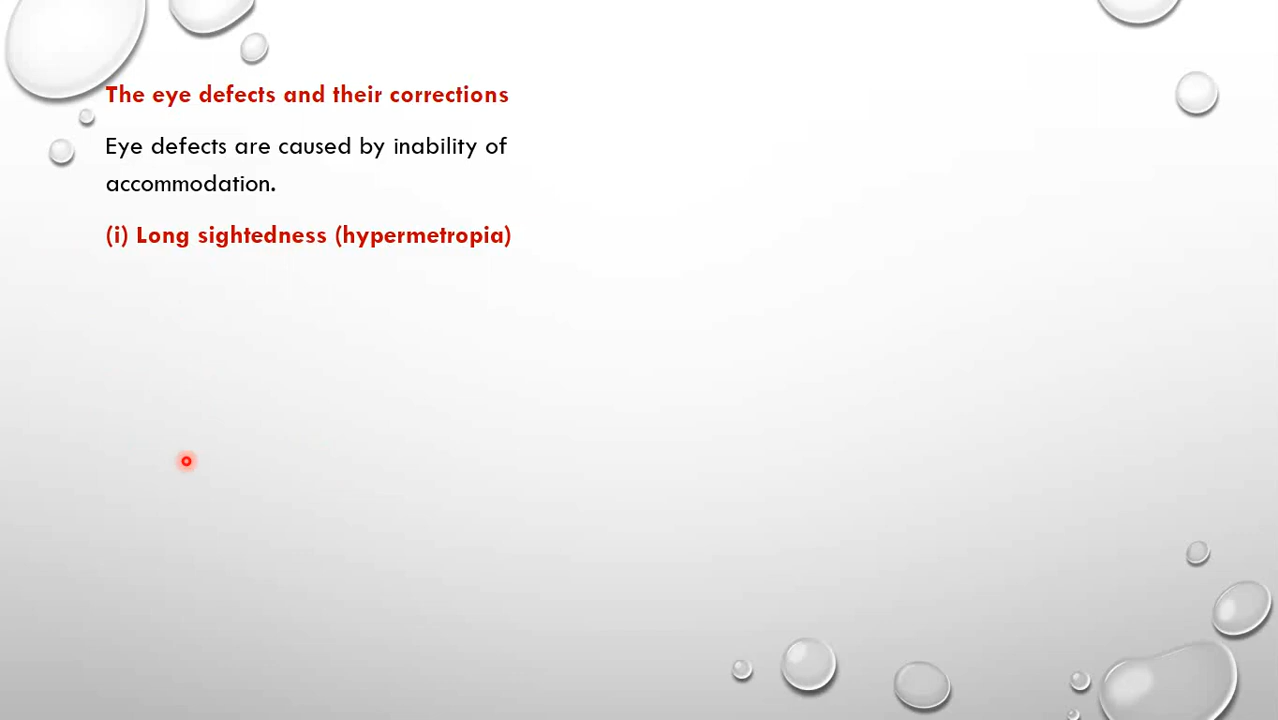 The eye defects and their corrections
Eye defects are caused by inability of
accommodation.
(i) Long sightedness (hypermetropia)